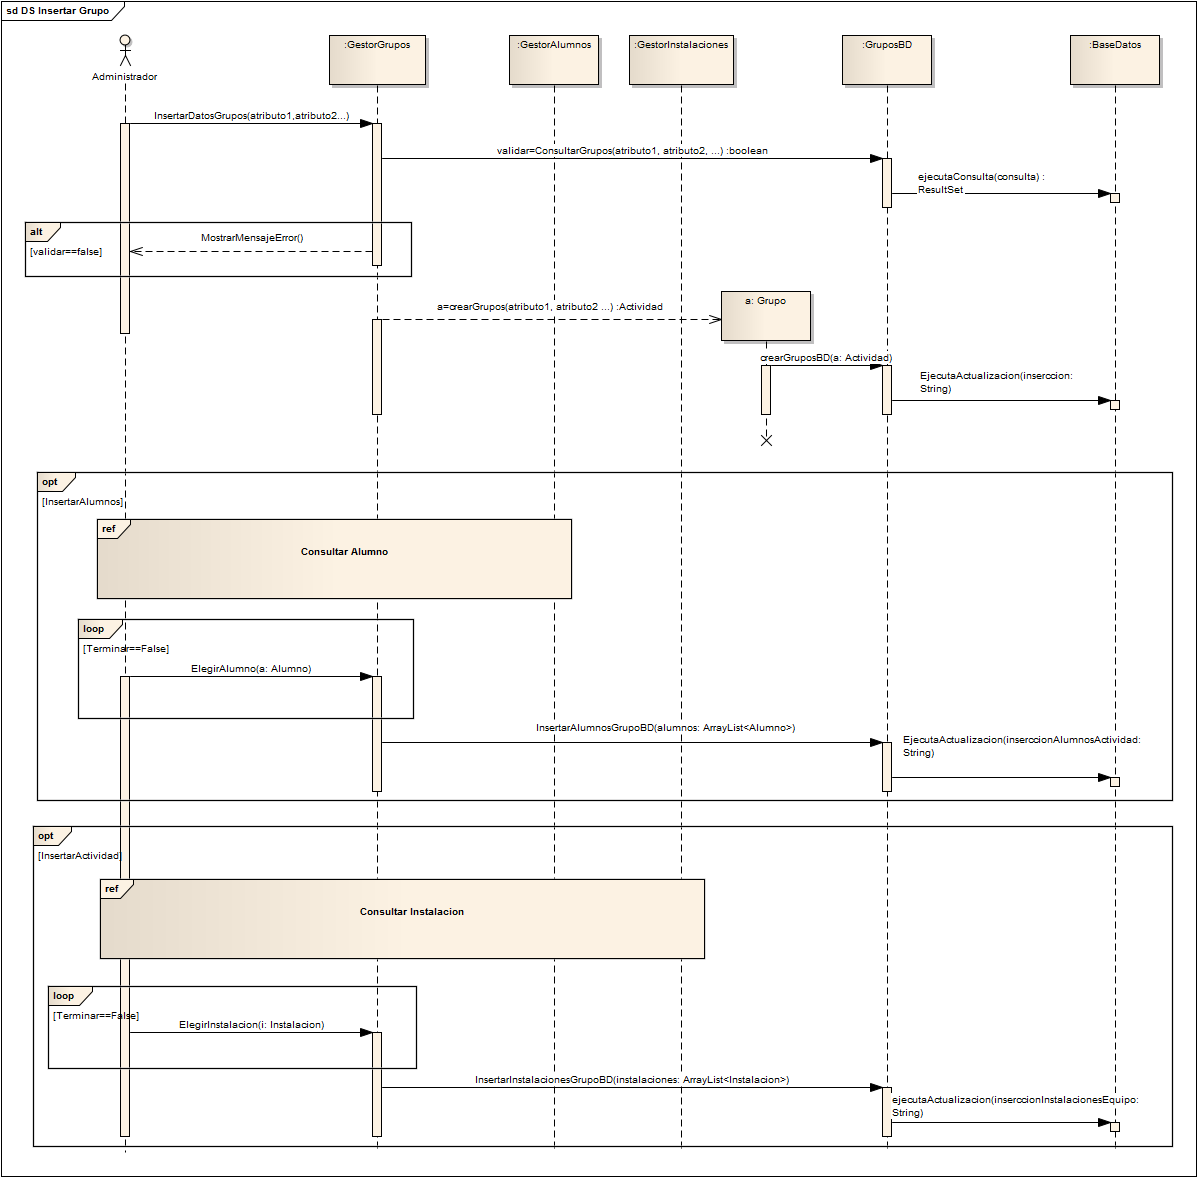 sd DS Insertar Grupo
Administrador
:GestorGrupos
:GestorAlumnos
:GestorInstalaciones
:GruposBD
:BaseDatos
InsertarDatosGrupos(atributo1,atributo2...)
validar=ConsultarGrupos(atributo1, atributo2, ...) :boolean
ejecutaConsulta(consulta) :
ResultSet
alt
[validar==false]
MostrarMensajeError()
a=crearGrupos(atributo1, atributo2 ...) :Actividad
a: Grupo
crearGruposBD(a: Actividad)
EjecutaActualizacion(inserccion:
String)
opt
[InsertarAlumnos]
ref
Consultar Alumno
loop
[Terminar==False]
ElegirAlumno(a: Alumno)
InsertarAlumnosGrupoBD(alumnos: ArrayList<Alumno>)
EjecutaActualizacion(inserccionAlumnosActividad:
String)
opt
[InsertarActividad]
ref
Consultar Instalacion
loop
[Terminar==False]
ElegirInstalacion(i: Instalacion)
InsertarInstalacionesGrupoBD(instalaciones: ArrayList<Instalacion>)
ejecutaActualizacion(inserccionInstalacionesEquipo:
String)